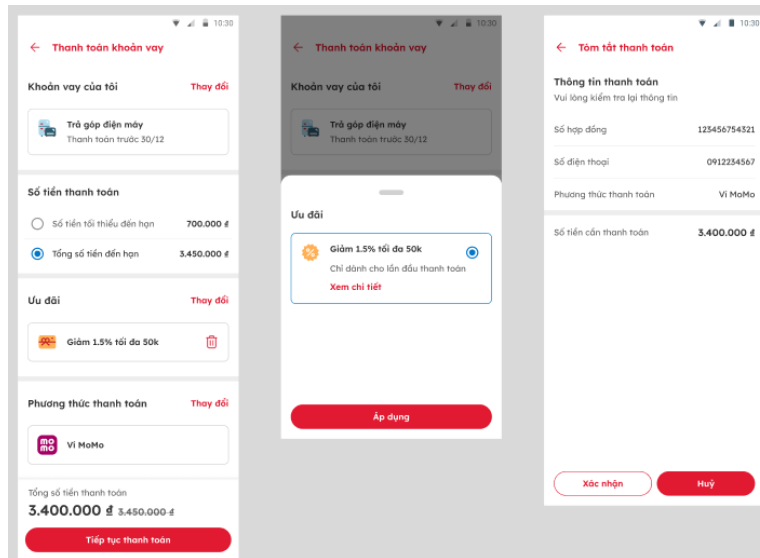 10:30
Thanh toán khoản vay
Khoản vay của tôi Thay đổi
Trả góp điện máy
Thanh toán trước 30/12
Số tiền thanh toán
Số tiền tối thiểu đến hạn 700.000 ₫
Tổng số tiền đến hạn 3.450.000 ₫
Ưu đãi Thay đổi
Giảm 1.5% tối đa 50k
Phương thức thanh toán Thay đổi
mo
mo
Ví MoMo
Tổng số tiền thanh toán
3.400.000 ₫ 3.450.000 ₫
Tiếp tục thanh toán
10:30
Thanh toán khoản vay
Khoản vay của tôi Thay đổi
Trả góp điện máy
Thanh toán trước 30/12
Ưu đãi
Giảm 1.5% tối đa 50k
Chỉ dành cho lần đầu thanh toán
Xem chi tiết
Áp dụng
10:30
Tóm tắt thanh toán
Thông tin thanh toán
Vui lòng kiểm tra lại thông tin
Số hợp đồng 123456754321
Số điện thoại 0912234567
Phương thức thanh toán Ví MoMo
Số tiền cần thanh toán 3.400.000 ₫
Xác nhận Huỷ